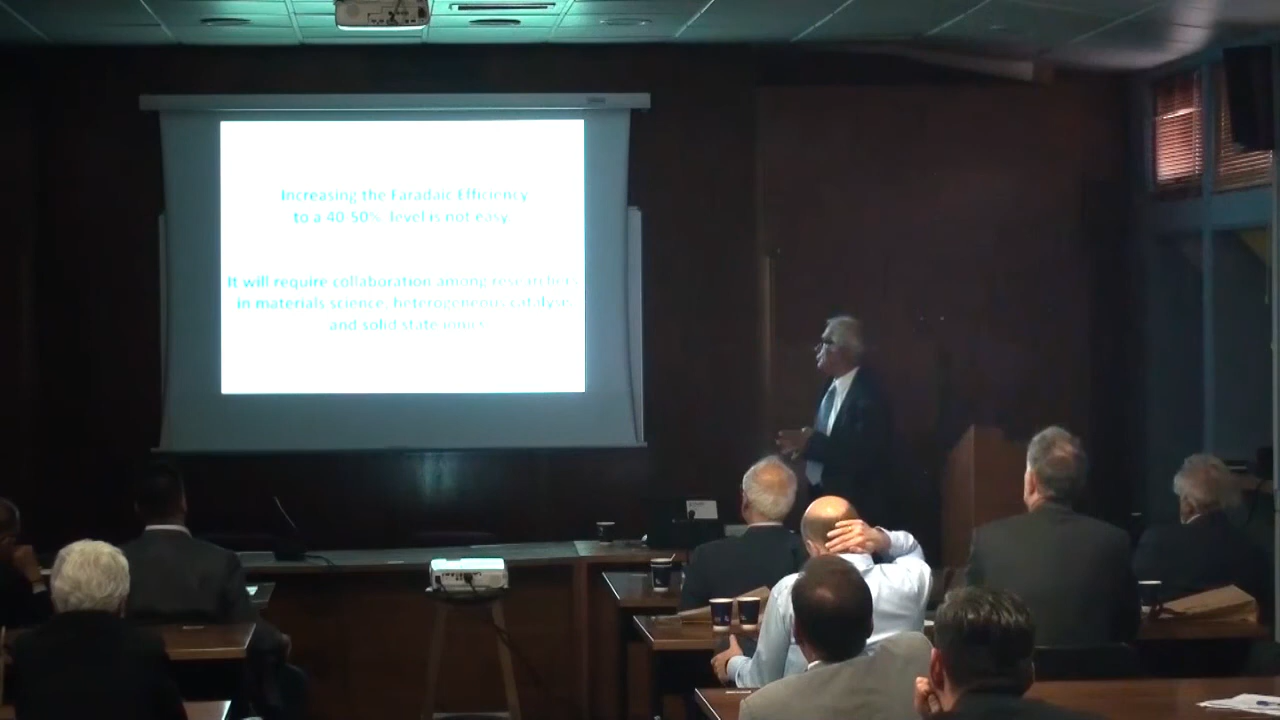 Increasing the Faradaic Efficiency
to a 40-50% level is not easy.
It will require collaboration among researchers
in materials science, heterogeneous catalysis
and solid state ionics